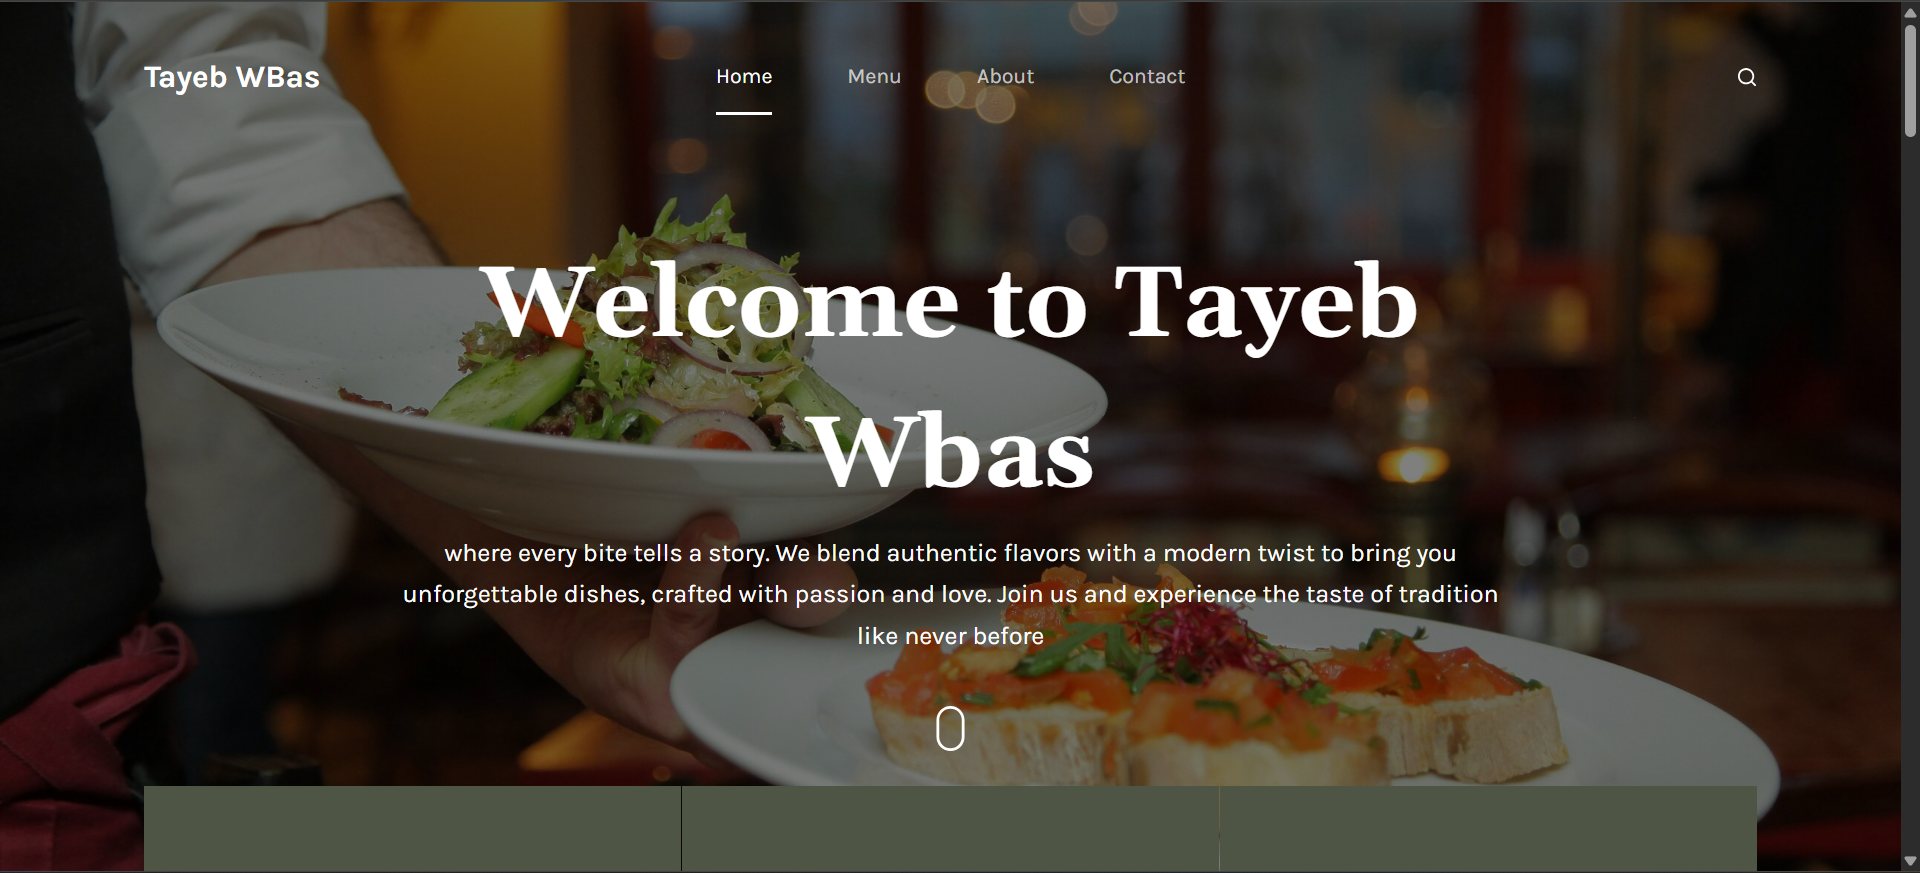 Tayeb WBas
Home Menu About Contact
Welcome to Tayeb
Wbas
where every bite tells a story. We blend authentic flavors with a modern twist to bring you
unforgettable dishes, crafted with passion and love. Join us and experience the taste of tradition
like never before